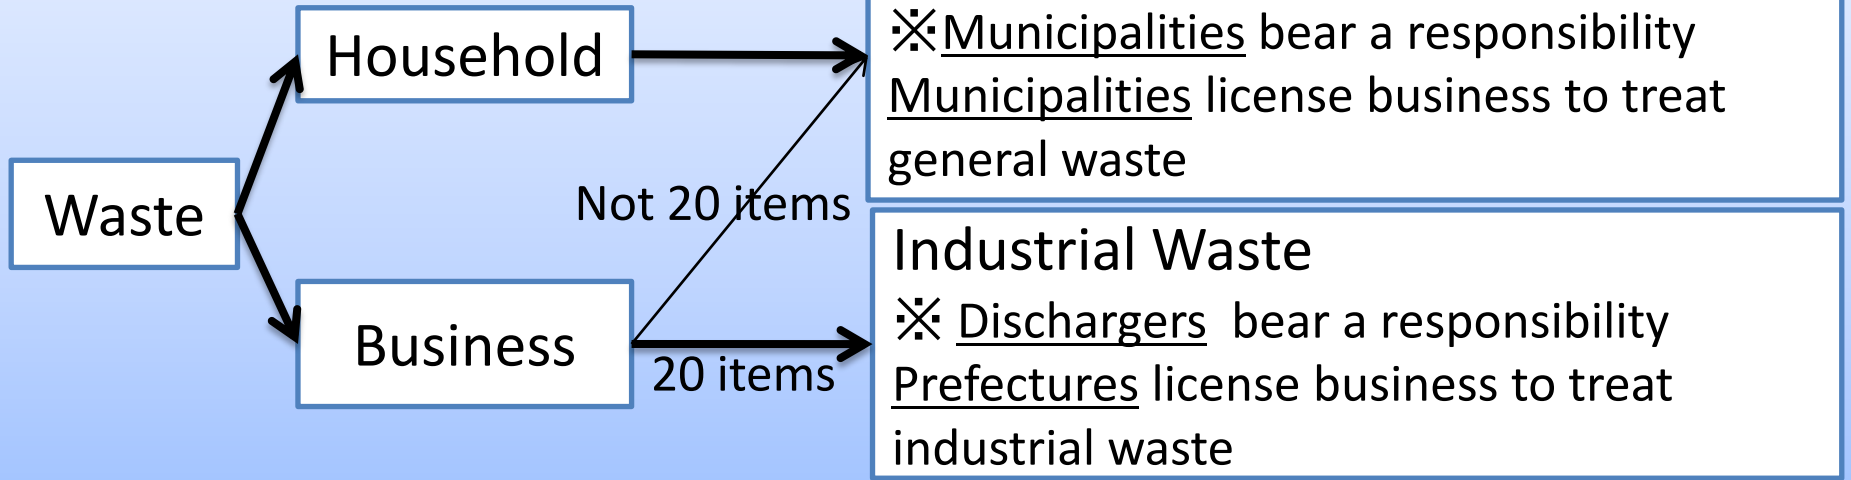 Household
※Municipalities bear a responsibility
Municipalities license business to treat
general waste
Waste
Not 20 items
Industrial Waste
※ Dischargers bear a responsibility
Business
20 items
Prefectures license business to treat
industrial waste